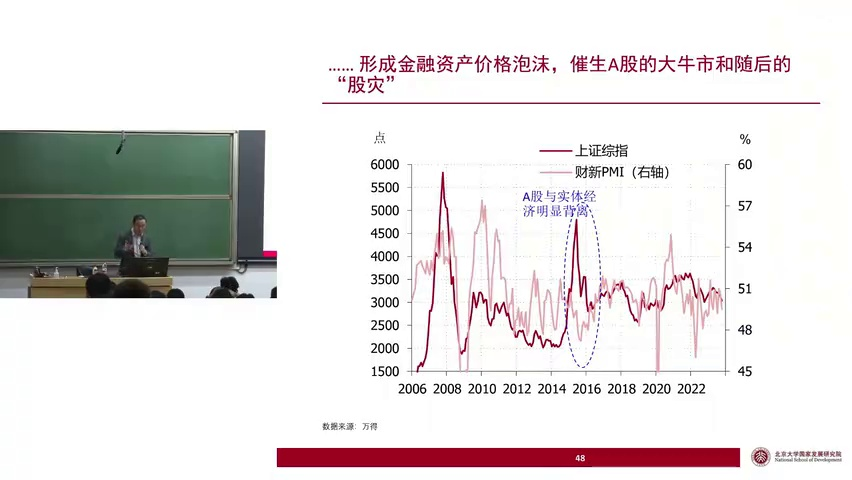 …… 形成金融资产价格泡沫，催生A股的大牛市和随后的
“股灾”
点
%
上证综指
财新PMI（右轴）
A股与实体经
济明显背离
6000
5500
5000
4500
4000
3500
3000
2500
2000
1500
60
57
54
51
48
45
2006 2008 2010 2012 2014 2016 2018 2020 2022
数据来源：万得
48
北京大学国家发展研究院
National School of Development